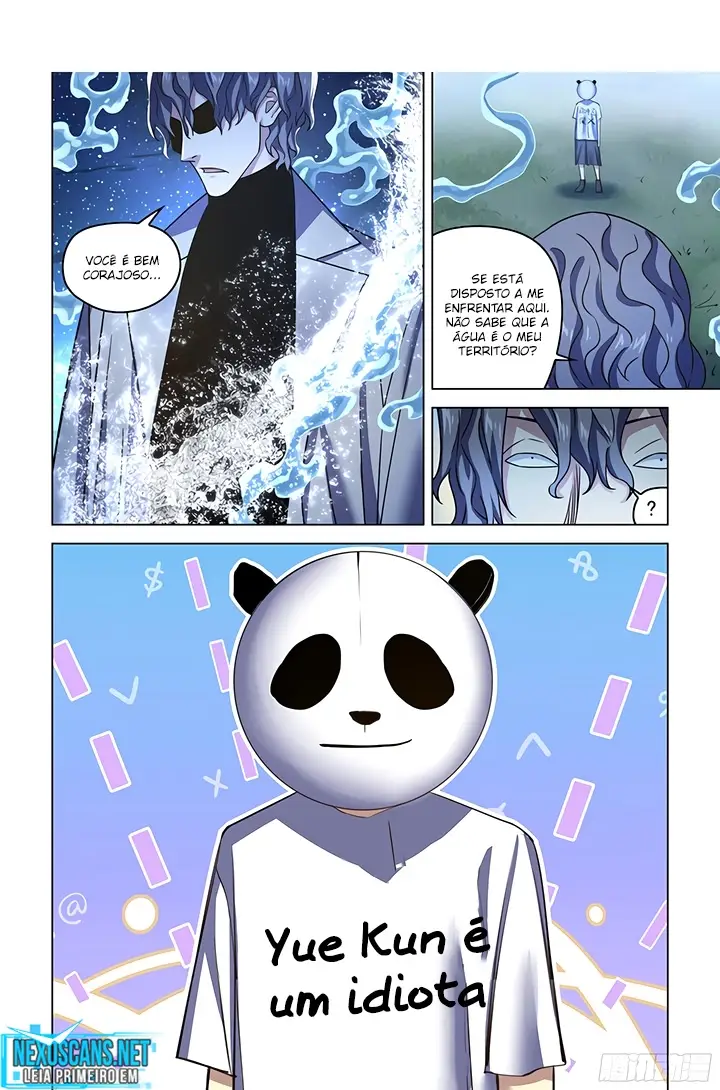 VOCÊ É BEM
CORAJOSO...
SE ESTÁ
DISPOSTO A ME
ENFRENTAR AQUI.
NÃO SABE QUE A
ÁGUA É O MEU
TERRITÓRIO?
?
Yue Kun é
um idiota
NEXOSCANS.NET
LEIA PRIMEIRO EM